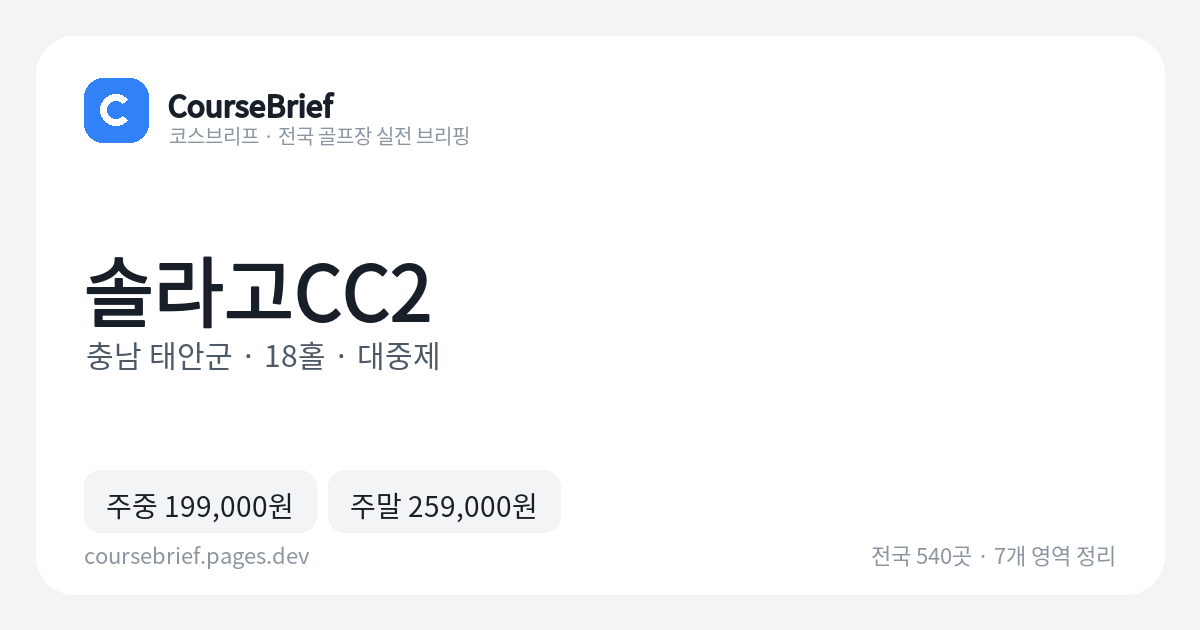 C
CourseBrief
코스브리프 · 전국 골프장 실전 브리핑
솔라고CC2
충남 태안군 · 18홀 · 대중제
주중 199,000원 주말 259,000원
coursebrief.pages.dev 전국 540곳 · 7개 영역 정리